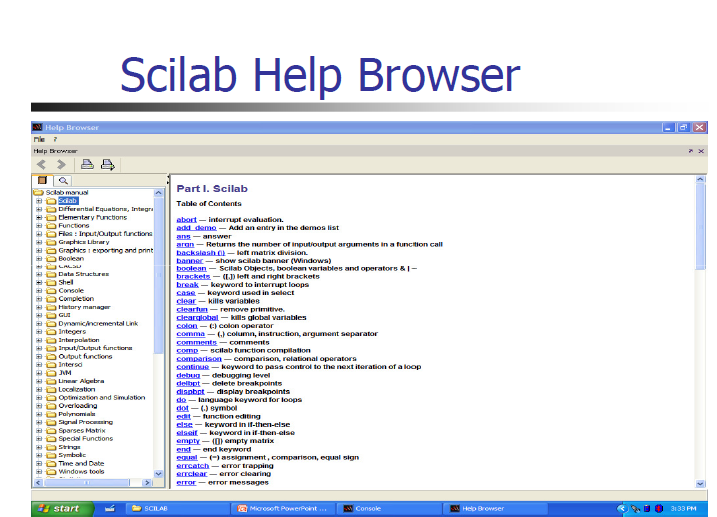 Scilab Help Browser
Help Browser
File ?
Help Browser
Scilab manual
Scilab
Differential Equations, Integra
Elementary Functions
Functions
Files : Input/Output functions
Graphics Library
Graphics : exporting and print
Boolean
CACSD
Data Structures
Shell
Console
Completion
History manager
GUI
Dynamic/incremental Link
Integers
Interpolation
Input/Output functions
Output functions
Intersci
JVM
Linear Algebra
Localization
Optimization and Simulation
Overloading
Polynomials
Signal Processing
Sparses Matrix
Special Functions
Strings
Symbolic
Time and Date
Windows tools
Part I. Scilab
Table of Contents
abort — interrupt evaluation.
add_demo — Add an entry in the demos list
ans — answer
argn — Returns the number of input/output arguments in a function call
backslash (\) — left matrix division.
banner — show scilab banner (Windows)
boolean — Scilab Objects, boolean variables and operators & | ~
brackets — ([,]) left and right brackets
break — keyword to interrupt loops
case — keyword used in select
clear — kills variables
clearfun — remove primitive.
clearglobal — kills global variables
colon — (:) colon operator
comma — (,) column, instruction, argument separator
comments — comments
comp — scilab function compilation
comparison — comparison, relational operators
continue — keyword to pass control to the next iteration of a loop
debug — debugging level
delbpt — delete breakpoints
dispbpt — display breakpoints
do — language keyword for loops
dot — (.) symbol
edit — function editing
else — keyword in if-then-else
elseif — keyword in if-then-else
empty — ([]) empty matrix
end — end keyword
equal — (=) assignment , comparison, equal sign
errcatch — error trapping
errclear — error clearing
error — error messages
start
SCILAB
Microsoft PowerPoint ...
Console
Help Browser
3:33 PM